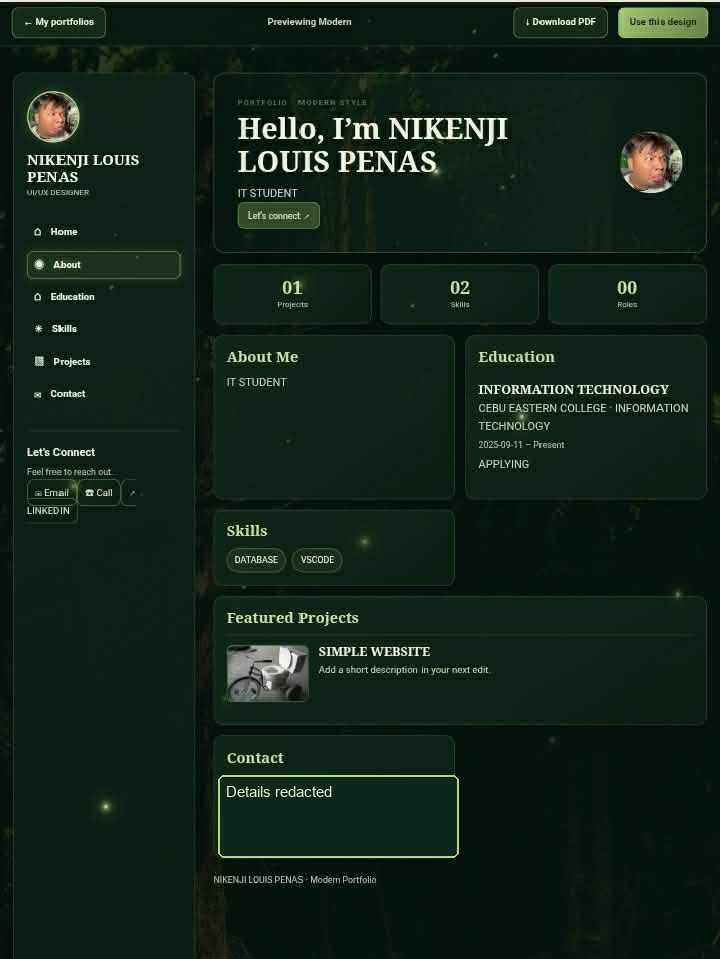 ← My portfolios
Previewing Modern
↓ Download PDF
Use this design
NIKENJI LOUIS
PENAS
UI/UX DESIGNER
Home
About
Education
Skills
Projects
Contact
Let's Connect
Feel free to reach out.
✉ Email
☎ Call
↗
LINKEDIN
PORTFOLIO · MODERN STYLE
Hello, I'm NIKENJI
LOUIS PENAS
IT STUDENT
Let's connect ↗
01
Projects
02
Skills
00
Roles
About Me
IT STUDENT
Education
INFORMATION TECHNOLOGY
CEBU EASTERN COLLEGE · INFORMATION
TECHNOLOGY
2025-09-11 – Present
APPLYING
Skills
DATABASE
VSCODE
Featured Projects
SIMPLE WEBSITE
Add a short description in your next edit.
Contact
Details redacted
NIKENJI LOUIS PENAS · Modern Portfolio